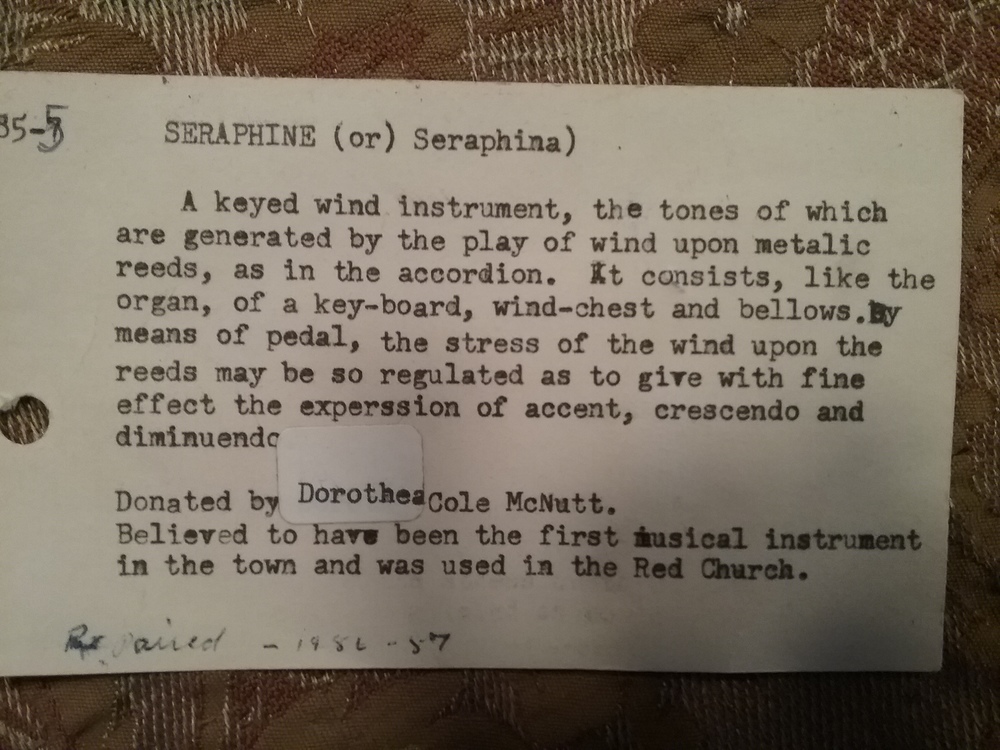 85-5
SERAPHINE (or) Seraphina)
A keyed wind instrument, the tones of which
are generated by the play of wind upon metalic
reeds, as in the accordion. It consists, like the
organ, of a key-board, wind-chest and bellows.By
means of pedal, the stress of the wind upon the
reeds may be so regulated as to give with fine
effect the experssion of accent, crescendo and
diminuendo
Donated by Dorothea Cole McNutt.
Believed to have been the first musical instrument
in the town and was used in the Red Church.
Repaired -